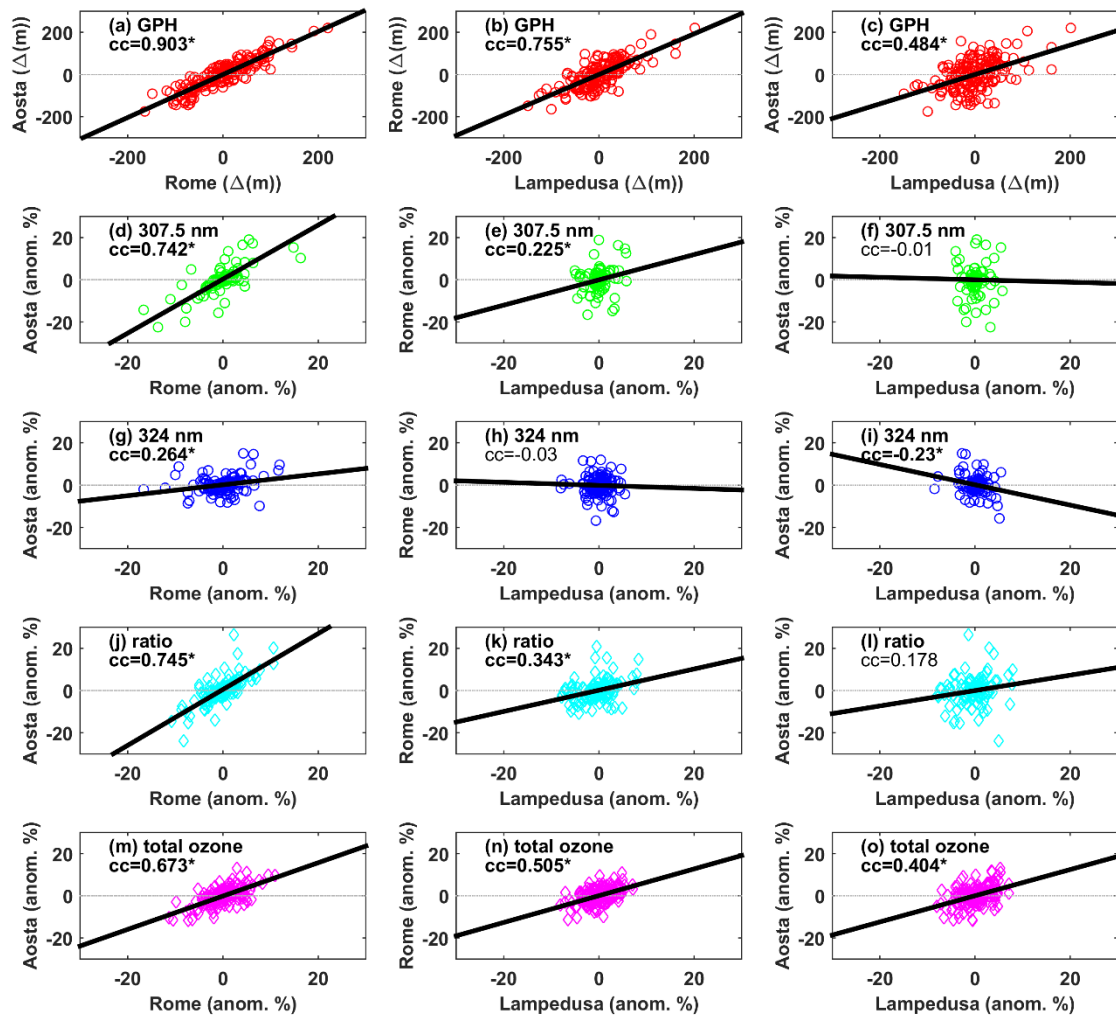 (a) GPH
cc=0.903*
200
0
-200
Aosta (Δ(m))
-200 0 200
Rome (Δ(m))
(b) GPH
cc=0.755*
200
0
-200
Rome (Δ(m))
-200 0 200
Lampedusa (Δ(m))
(c) GPH
cc=0.484*
200
0
-200
Aosta (Δ(m))
-200 0 200
Lampedusa (Δ(m))
(d) 307.5 nm
cc=0.742*
20
0
-20
Aosta (anom. %)
-20 0 20
Rome (anom. %)
(e) 307.5 nm
cc=0.225*
20
0
-20
Rome (anom. %)
-20 0 20
Lampedusa (anom. %)
(f) 307.5 nm
cc=-0.01
20
0
-20
Aosta (anom. %)
-20 0 20
Lampedusa (anom. %)
(g) 324 nm
cc=0.264*
20
0
-20
Aosta (anom. %)
-20 0 20
Rome (anom. %)
(h) 324 nm
cc=-0.03
20
0
-20
Rome (anom. %)
-20 0 20
Lampedusa (anom. %)
(i) 324 nm
cc=-0.23*
20
0
-20
Aosta (anom. %)
-20 0 20
Lampedusa (anom. %)
(j) ratio
cc=0.745*
20
0
-20
Aosta (anom. %)
-20 0 20
Rome (anom. %)
(k) ratio
cc=0.343*
20
0
-20
Rome (anom. %)
-20 0 20
Lampedusa (anom. %)
(l) ratio
cc=0.178
20
0
-20
Aosta (anom. %)
-20 0 20
Lampedusa (anom. %)
(m) total ozone
cc=0.673*
20
0
-20
Aosta (anom. %)
-20 0 20
Rome (anom. %)
(n) total ozone
cc=0.505*
20
0
-20
Rome (anom. %)
-20 0 20
Lampedusa (anom. %)
(o) total ozone
cc=0.404*
20
0
-20
Aosta (anom. %)
-20 0 20
Lampedusa (anom. %)